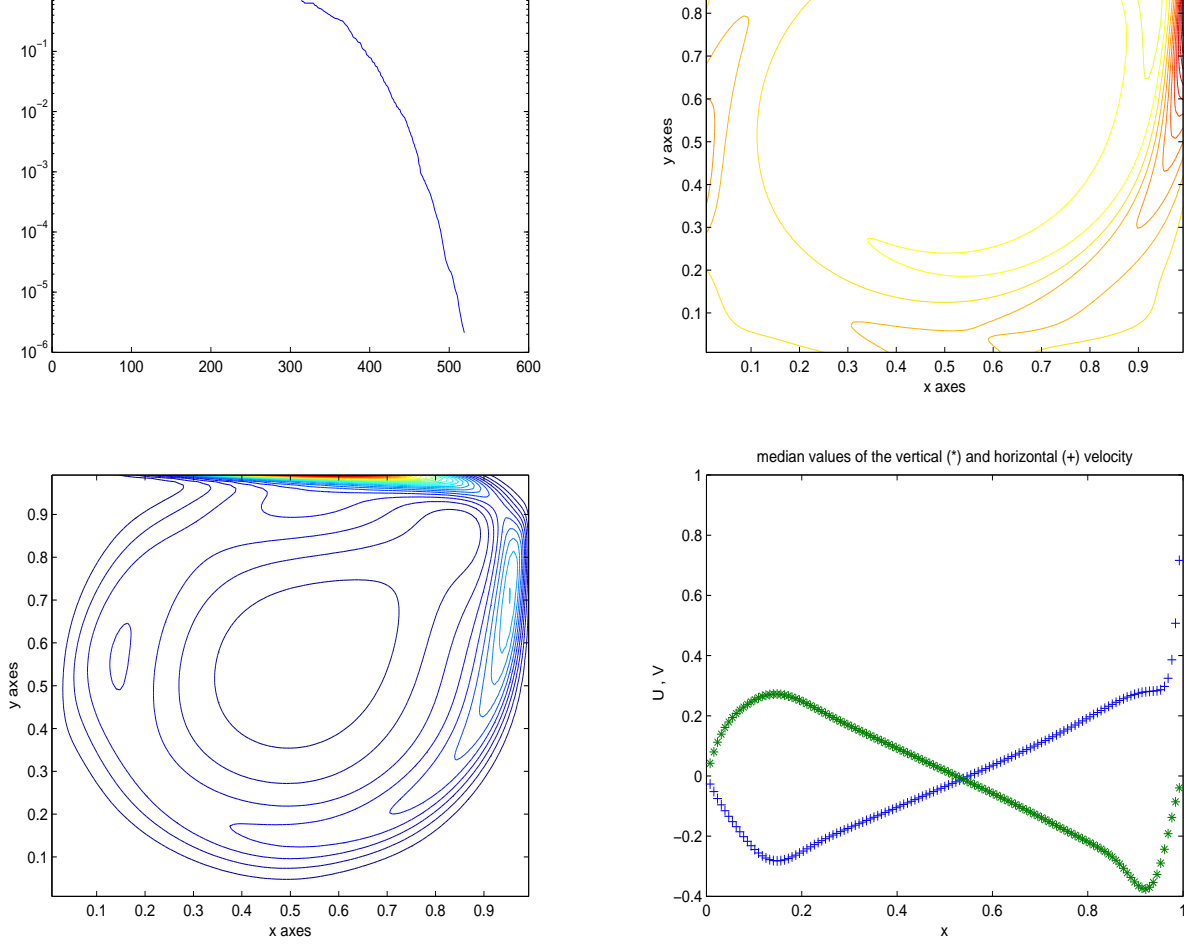 10−1
10−2
10−3
10−4
10−5
10−6
0 100 200 300 400 500 600
0.8
0.7
0.6
0.5
0.4
0.3
0.2
0.1
y axes
0.1 0.2 0.3 0.4 0.5 0.6 0.7 0.8 0.9
x axes
0.9
0.8
0.7
0.6
0.5
0.4
0.3
0.2
0.1
y axes
0.1 0.2 0.3 0.4 0.5 0.6 0.7 0.8 0.9
x axes
median values of the vertical (*) and horizontal (+) velocity
1
0.8
0.6
0.4
0.2
0
−0.2
−0.4
U , V
0 0.2 0.4 0.6 0.8 1
x